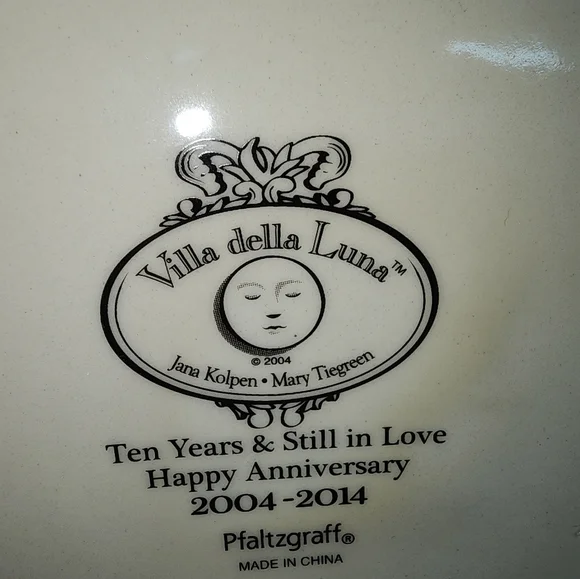 Villa della Luna™
© 2004
Jana Kolpen • Mary Tiegreen
Ten Years & Still in Love
Happy Anniversary
2004-2014
Pfaltzgraff®
MADE IN CHINA